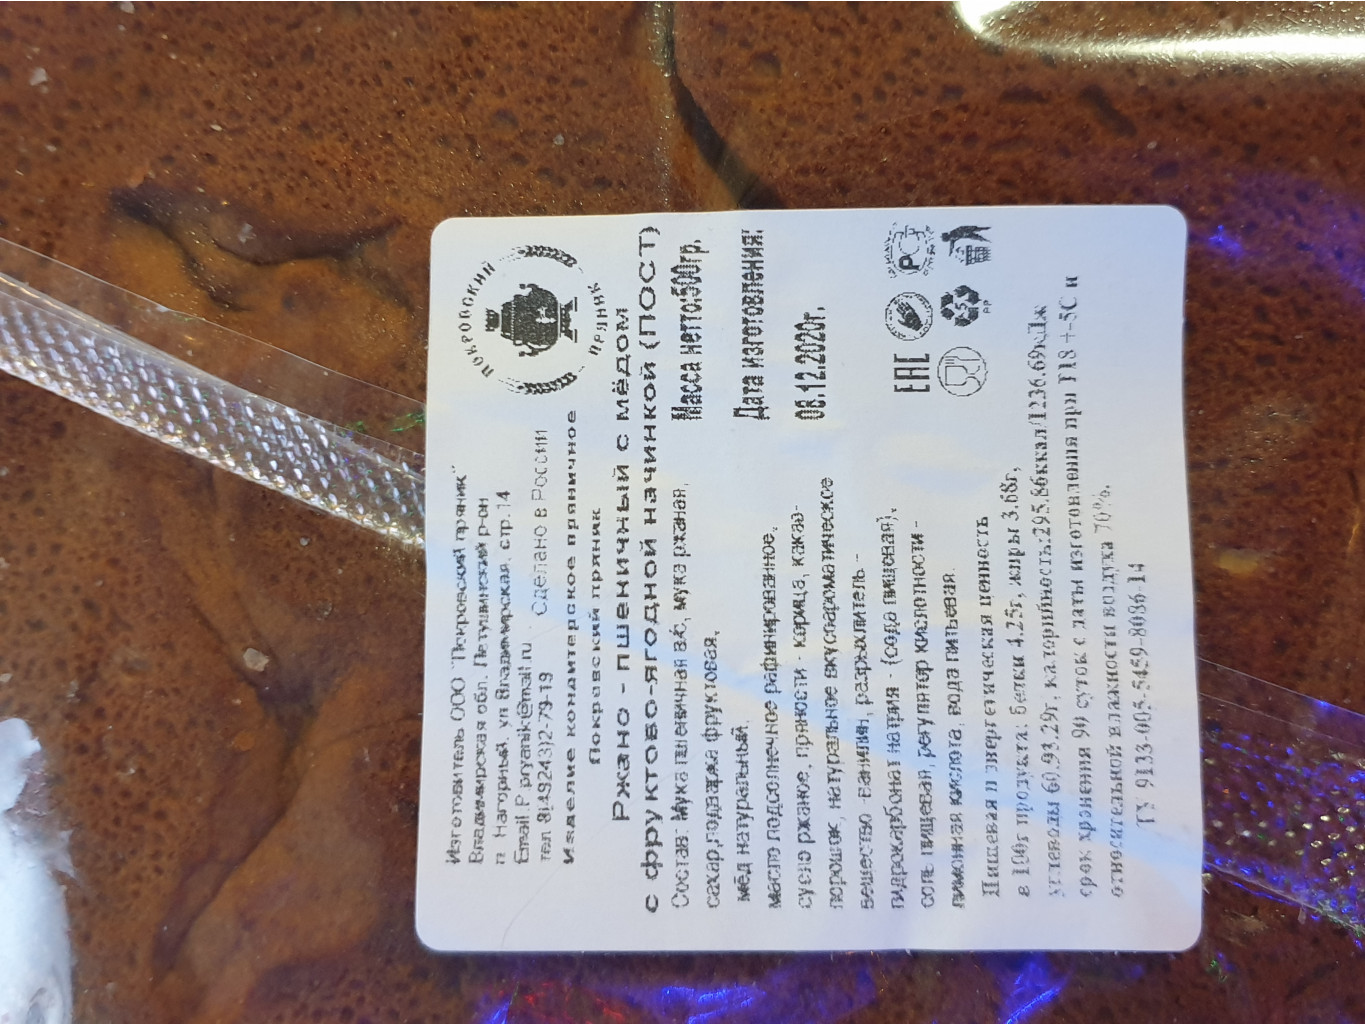 Изготовитель ООО "Покровский пряник"
Владимирская обл. Петушинский р-он
п. Нагорный, ул Владимирская, стр.14
Email.P.pryanik@mail.ru
тел 8(49243)2-79-19 Сделано в России
ПОКРОВСКИЙ ПРЯНИК
Изделие кондитерское пряничное
Покровский пряник
Ржано - пшеничный с мёдом
с фруктово-ягодной начинкой (ПОСТ)
Состав: Мука пшеничная в/с, мука ржаная,
сахар, подварка фруктовая,
мёд натуральный,
масло подсолнечное рафинированное,
сусло ржаное, пряности - корица, какао-
порошок, натуральное вкусоароматическое
вещество -ванилин, разрыхлитель -
гидрокарбонат натрия - (сода пищевая),
соль пищевая, регулятор кислотности -
лимонная кислота, вода питьевая.
Масса нетто:500гр.
Дата изготовления:
08.12.2020г.
EAC
РСТ
5
PP
Пищевая и энергетическая ценность
в 100г продукта: белки 4.25г, жиры 3.68г,
углеводы 60.93.29г, калорийность:295.86ккал/1236.69кДж
срок хранения 90 суток с даты изготовления при Т18 +-5С и
относительной влажности воздуха 70%.
ТУ 9133-005-5459-8086-14